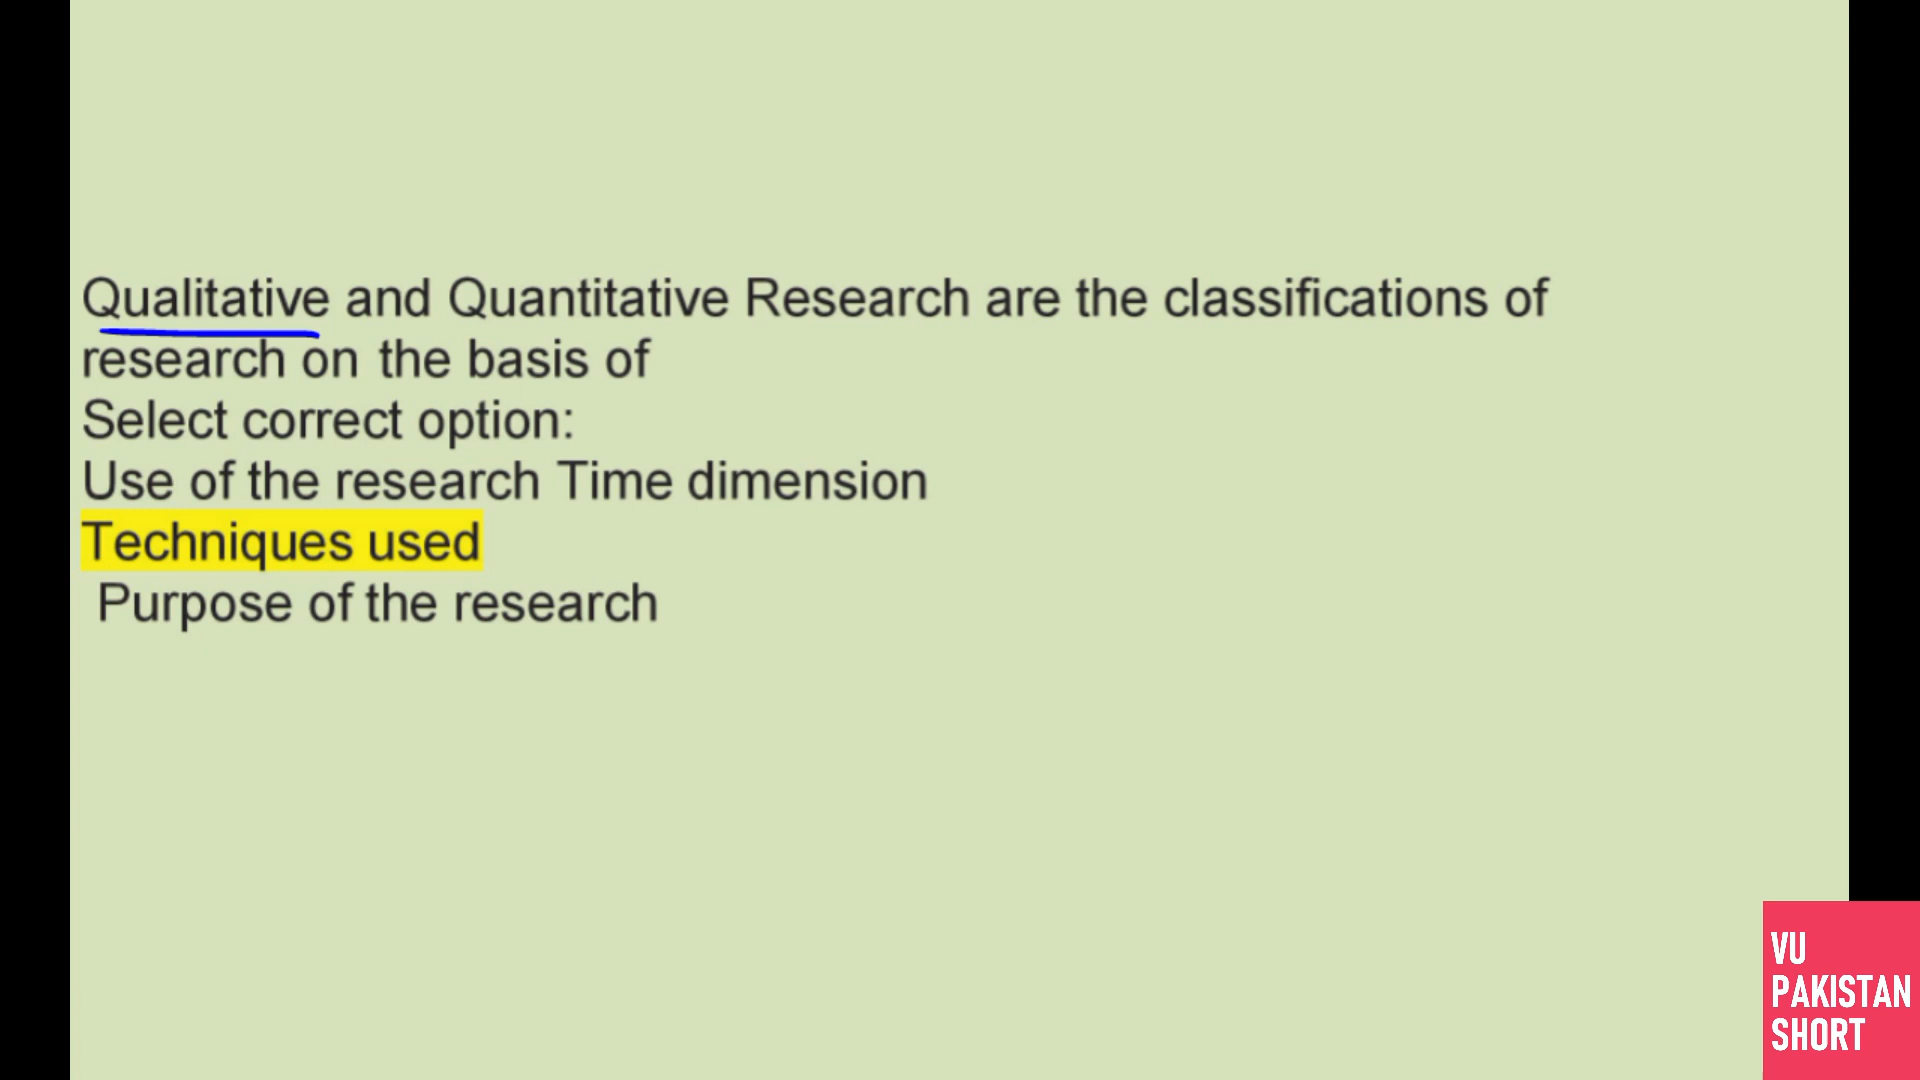 Qualitative and Quantitative Research are the classifications of
research on the basis of
Select correct option:
Use of the research Time dimension
Techniques used
Purpose of the research
VU
PAKISTAN
SHORT